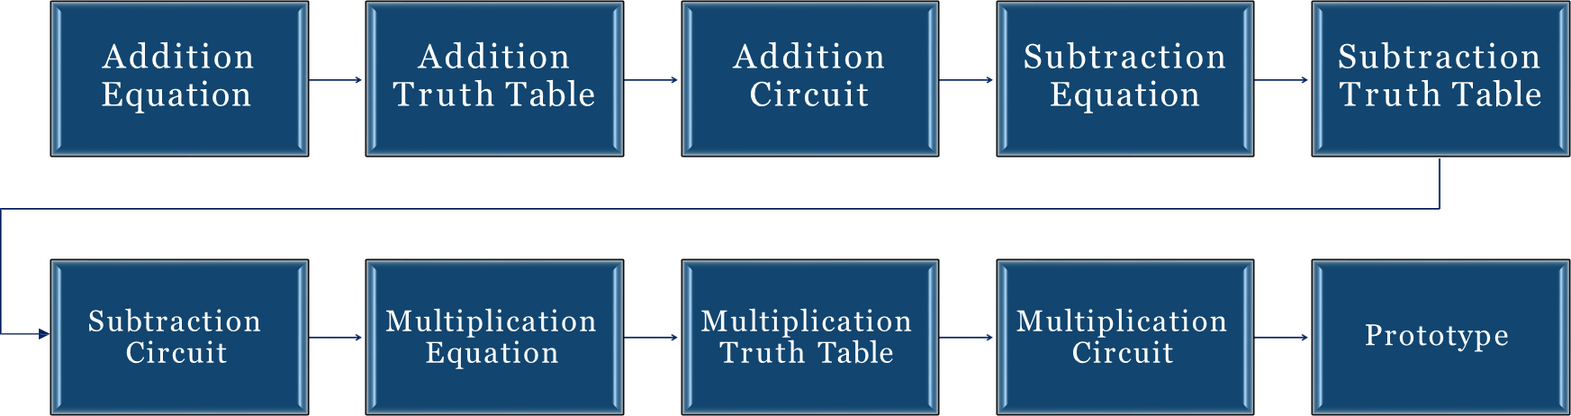 Addition
Equation
Addition
Truth Table
Addition
Circuit
Subtraction
Equation
Subtraction
Truth Table
Subtraction
Circuit
Multiplication
Equation
Multiplication
Truth Table
Multiplication
Circuit
Prototype